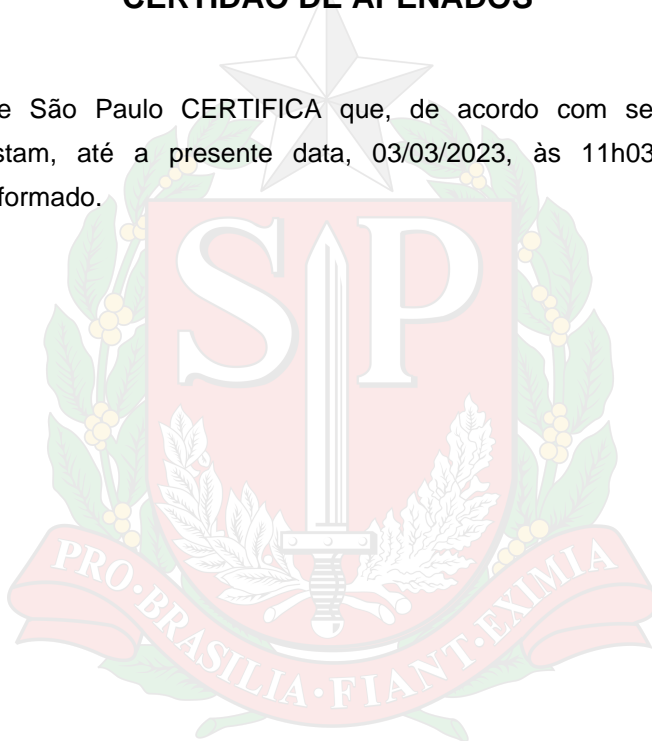 CERTIDÃO DE APENADOS
e São Paulo CERTIFICA que, de acordo com se
stam, até a presente data, 03/03/2023, às 11h03
formado.
SP
PRO·BRASILIA·FIANT·EXIMIA